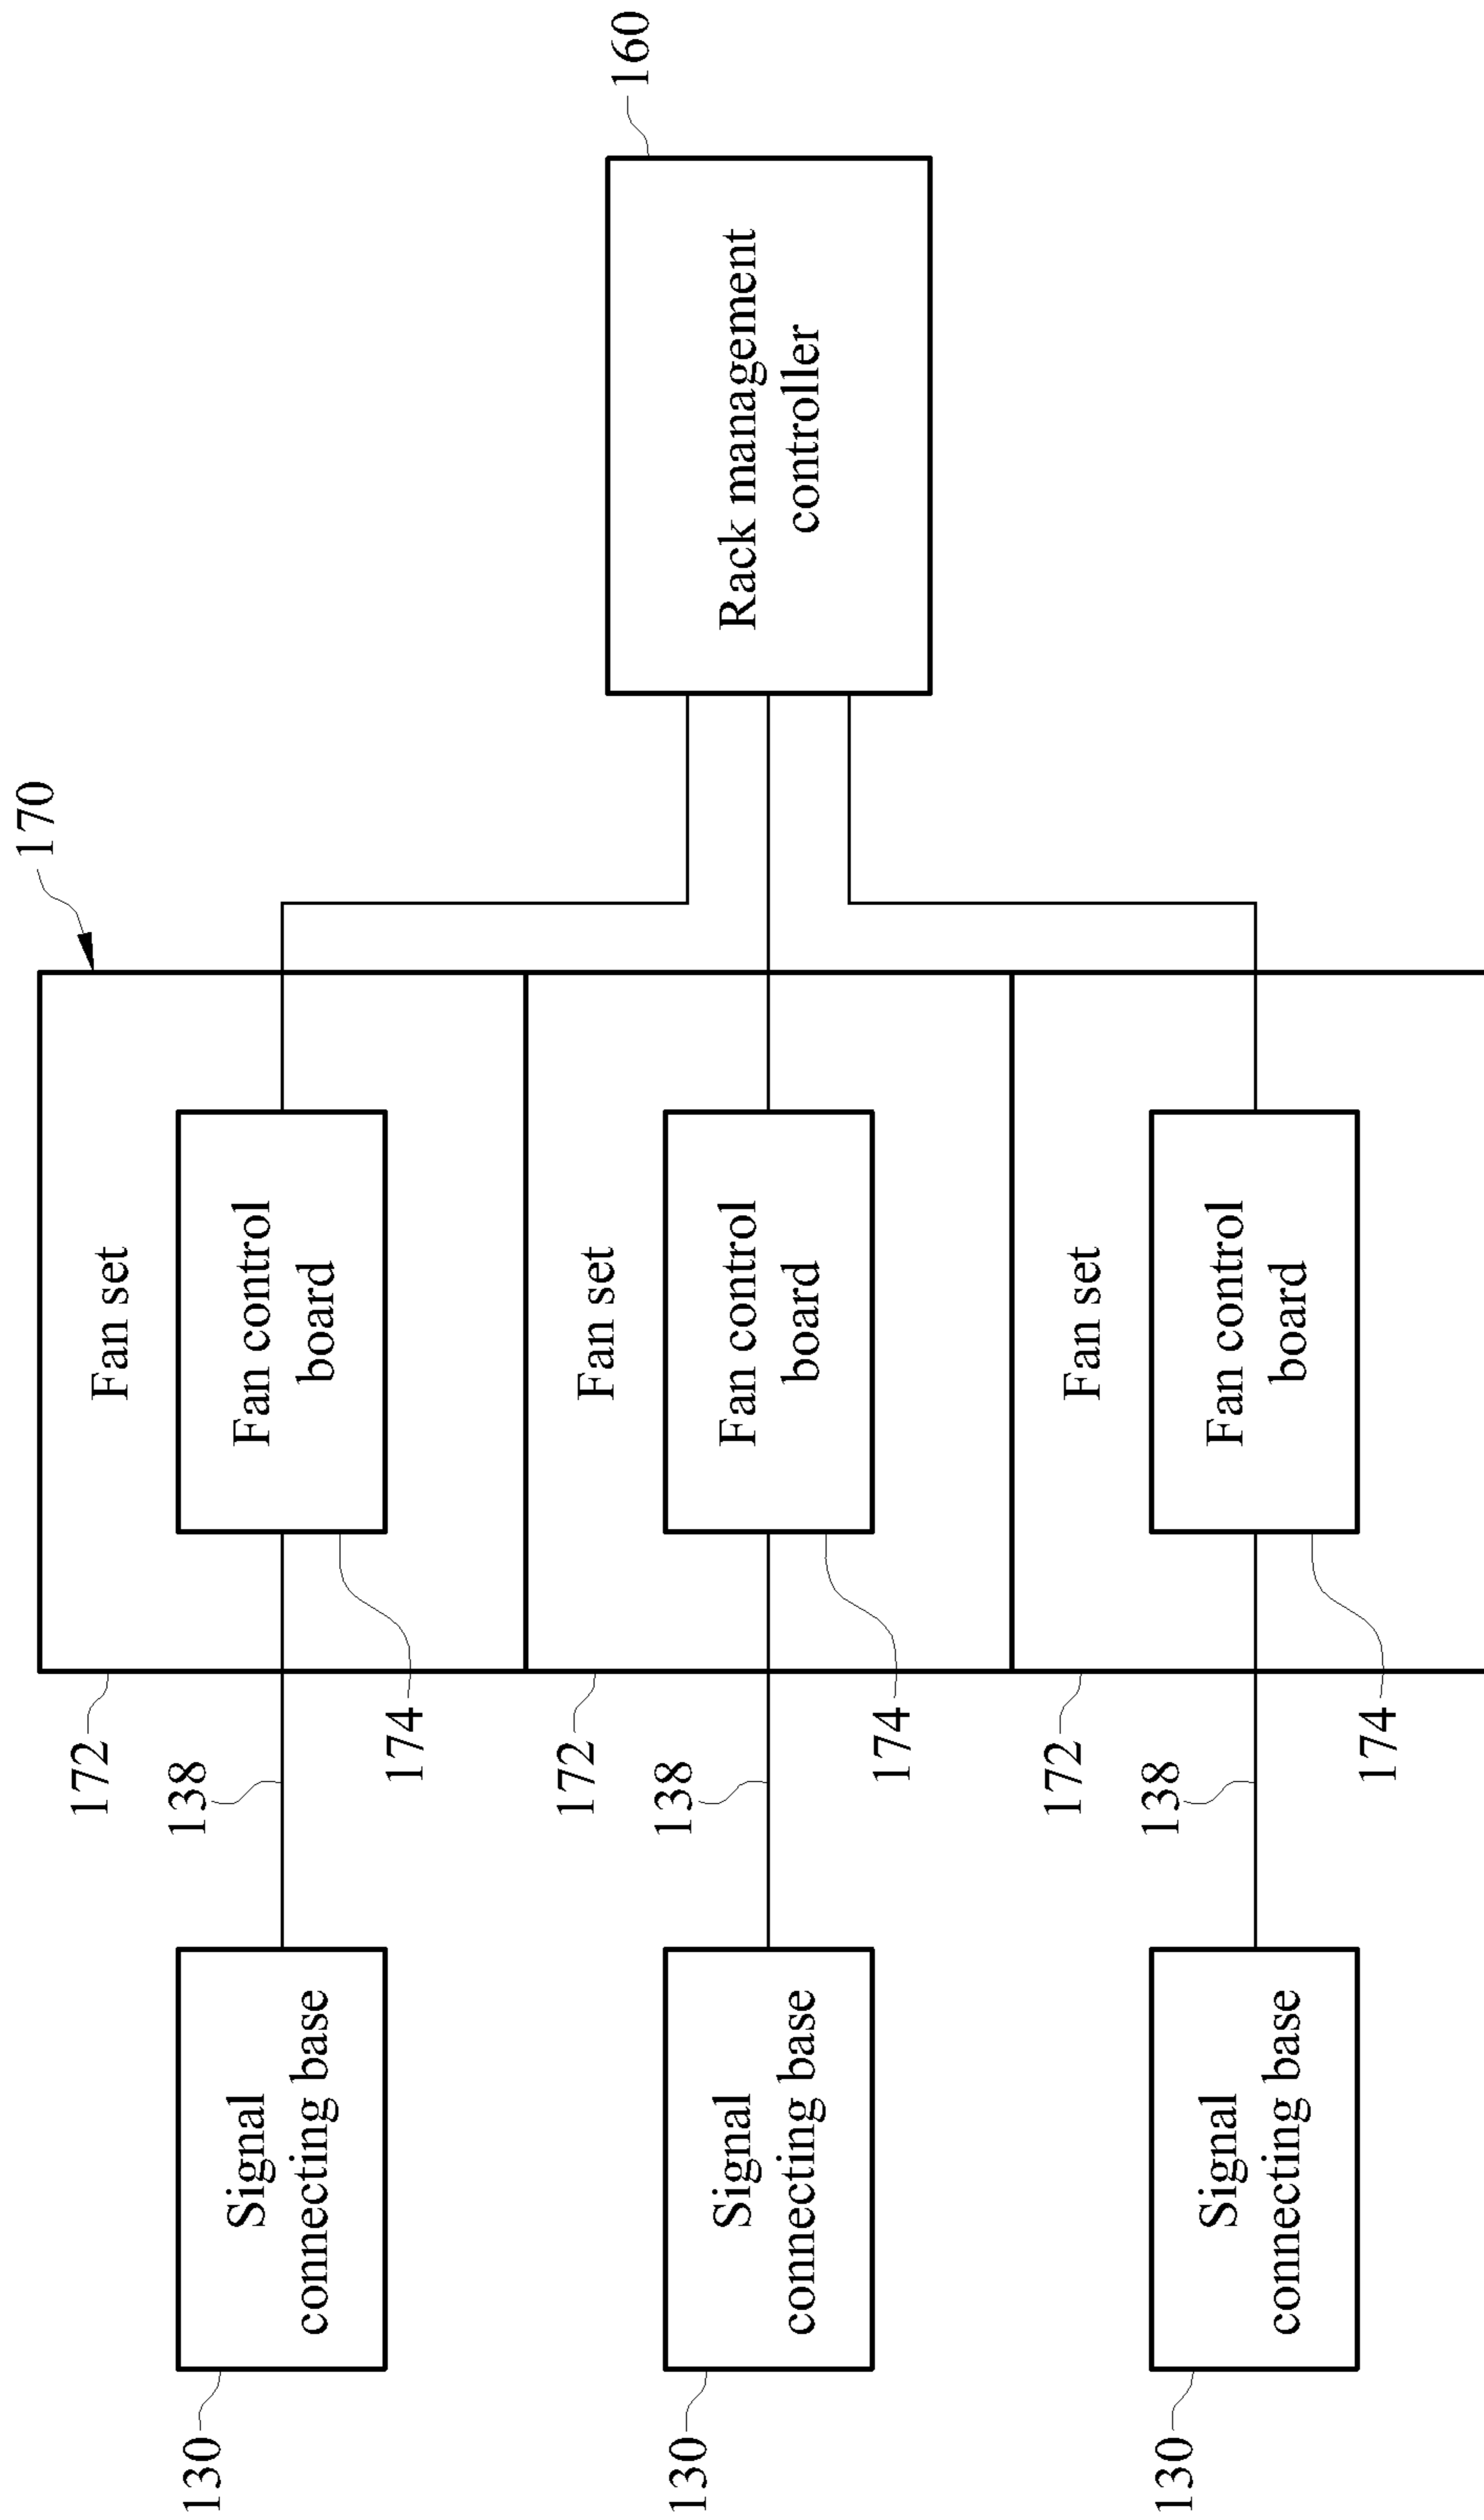 170
160
172
Fan set
130
Signal
connecting base
138
Fan control
board
174
172
Fan set
130
Signal
connecting base
138
Fan control
board
174
Rack management
controller
172
Fan set
130
Signal
connecting base
138
Fan control
board
174